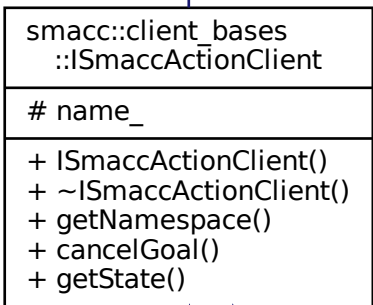 smacc::client_bases
::ISmaccActionClient
# name_
+ ISmaccActionClient()
+ ~ISmaccActionClient()
+ getNamespace()
+ cancelGoal()
+ getState()